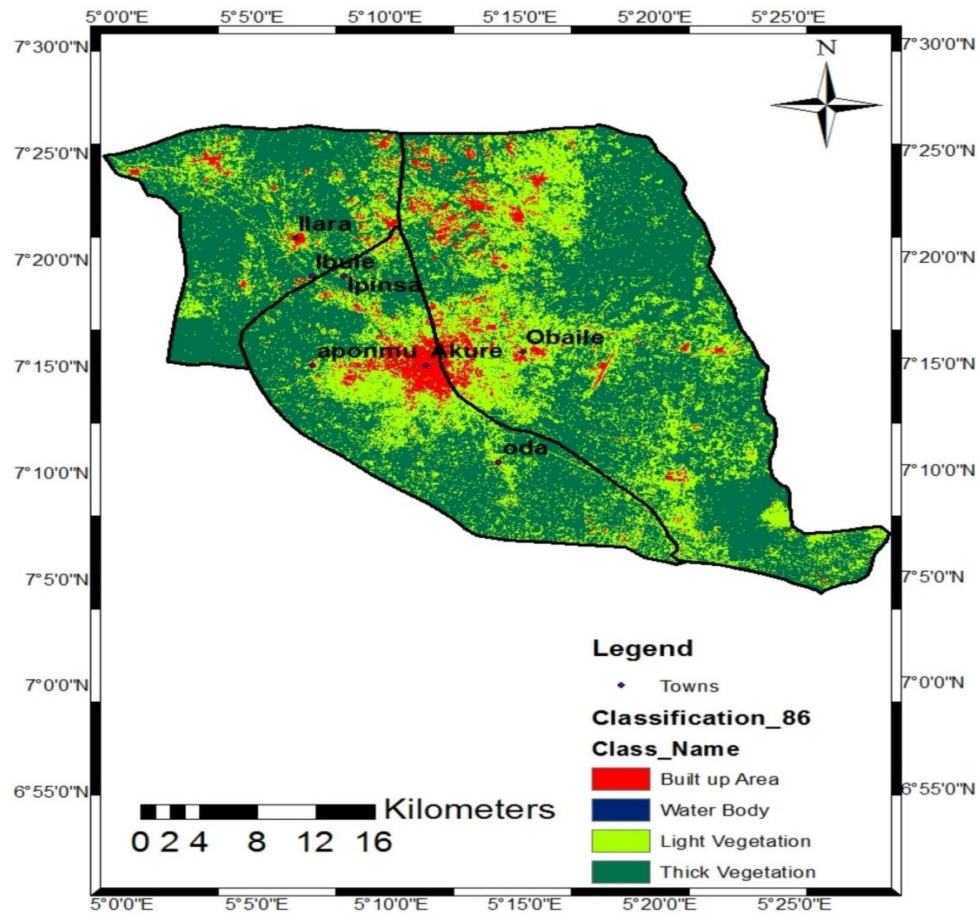 5°0'0"E 5°5'0"E 5°10'0"E 5°15'0"E 5°20'0"E 5°25'0"E
7°30'0"N 7°30'0"N
N
7°25'0"N 7°25'0"N
Ilara
7°20'0"N 7°20'0"N
Ibule
Ipinsa
Obaile
aponmu Akure
7°15'0"N 7°15'0"N
oda
7°10'0"N 7°10'0"N
7°5'0"N 7°5'0"N
Legend
7°0'0"N 7°0'0"N
Towns
Classification_86
Class_Name
Built up Area
6°55'0"N 6°55'0"N
Kilometers
Water Body
0 2 4 8 12 16
Light Vegetation
Thick Vegetation
5°0'0"E 5°5'0"E 5°10'0"E 5°15'0"E 5°20'0"E 5°25'0"E